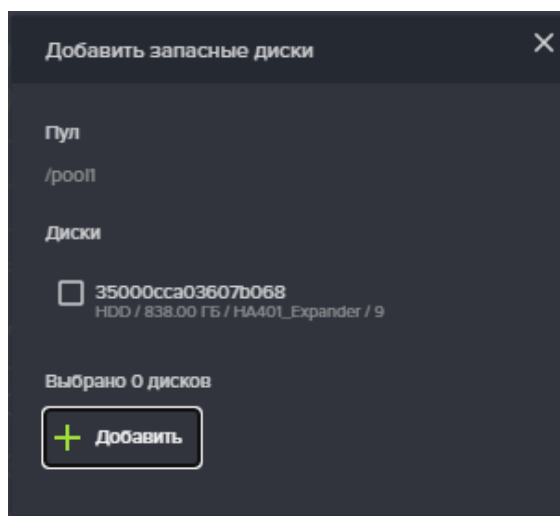 Добавить запасные диски
Пул
/pool1
Диски
35000cca03607b068
HDD / 838.00 ГБ / HA401_Expander / 9
Выбрано 0 дисков
Добавить